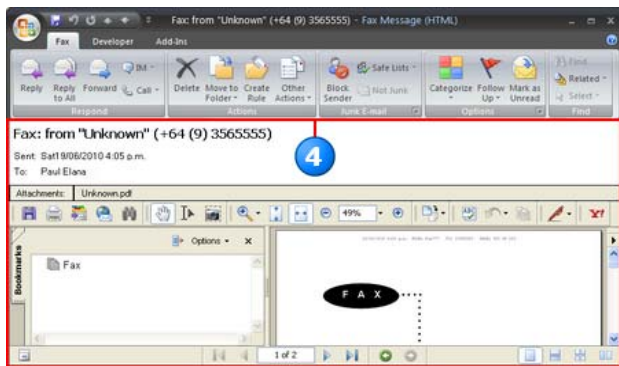 Fax: from "Unknown" (+64 (9) 3565555) - Fax Message (HTML)
Fax Developer Add-Ins
Reply Reply to All Forward IM Call Delete Move to Folder Create Rule Other Actions Block Sender Safe Lists Not Junk Categorize Follow Up Mark as Unread Find Related Select
Respond Actions Junk E-mail Options Find
Fax: from "Unknown" (+64 (9) 3565555)
4
Sent: Sat19/06/2010 4:05 p.m.
To: Paul Elana
Attachments: Unknown.pdf
49%
Options x
Bookmarks
Fax
FAX
1 of 2